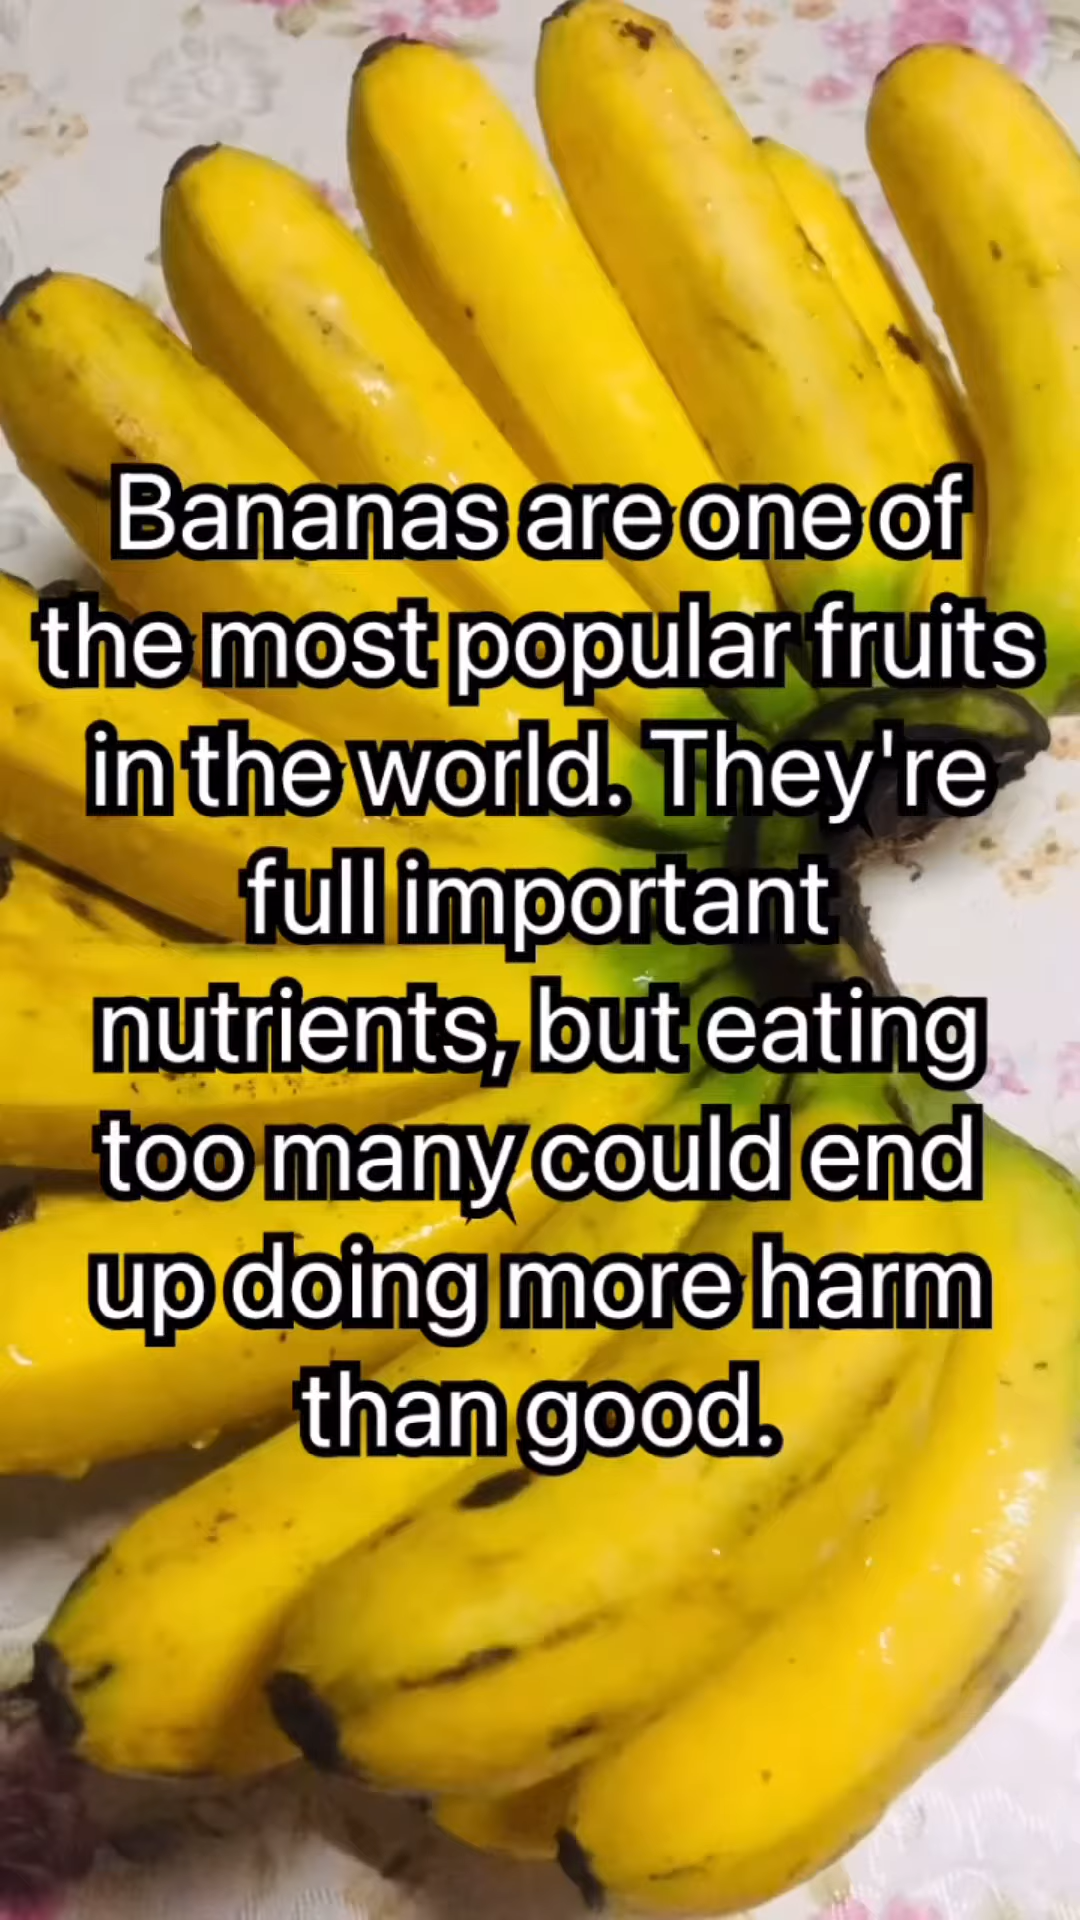 Bananas are one of
the most popular fruits
in the world. They're
full important
nutrients, but eating
too many could end
up doing more harm
than good.